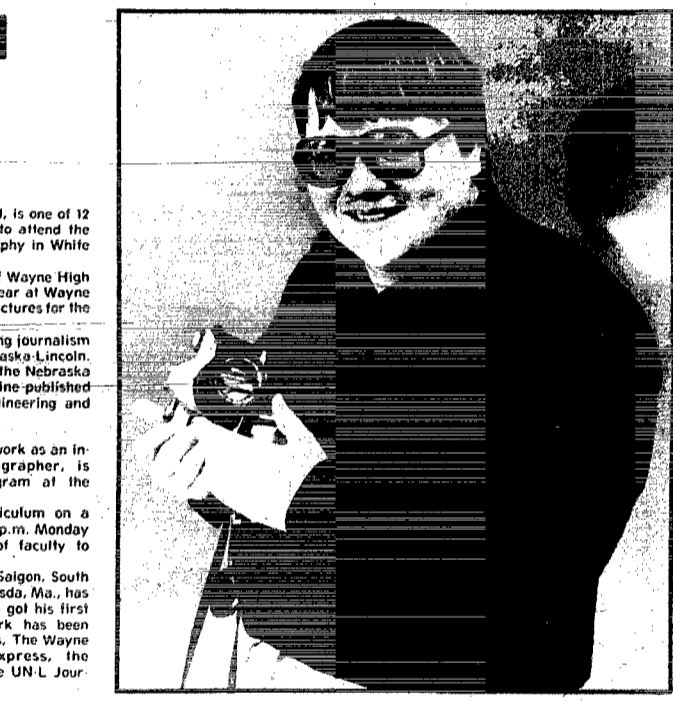 is one of 12
to attend the
phy in White
Wayne High
ear at Wayne
ctures for the
ng journalism
aska-Lincoln.
the Nebraska
ine published
ineering and
work as an in-
grapher, is
gram at the
iculum on a
p.m. Monday
of faculty to
Saigon, South
sda, Ma., has
got his first
rk has been
The Wayne
xpress, the
UN-L Jour-